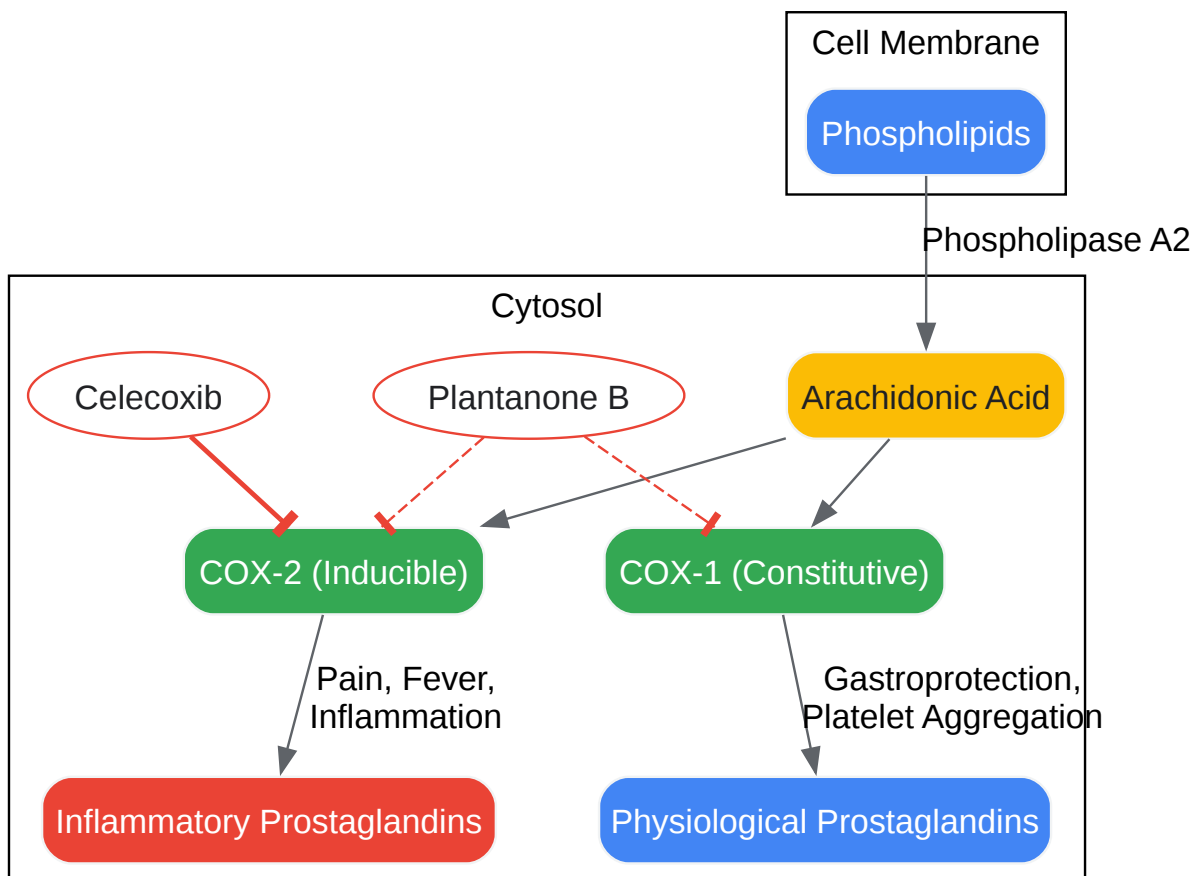 Cell Membrane
Phospholipids
Phospholipase A2
Cytosol
Celecoxib
Plantanone B
Arachidonic Acid
COX-2 (Inducible)
COX-1 (Constitutive)
Pain, Fever,
Inflammation
Gastroprotection,
Platelet Aggregation
Inflammatory Prostaglandins
Physiological Prostaglandins